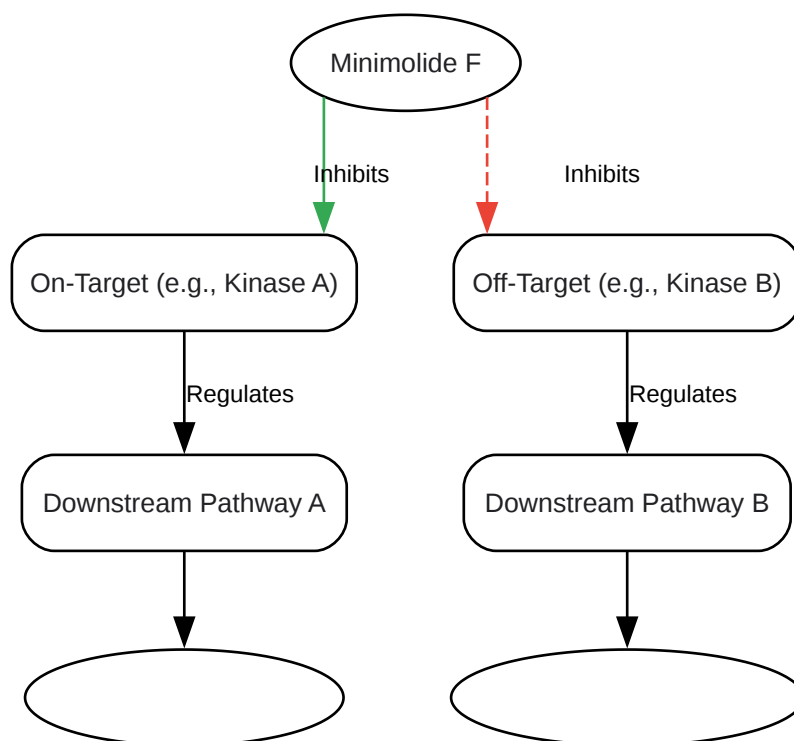 Minimolide F
Inhibits
Inhibits
On-Target (e.g., Kinase A)
Off-Target (e.g., Kinase B)
Regulates
Regulates
Downstream Pathway A
Downstream Pathway B